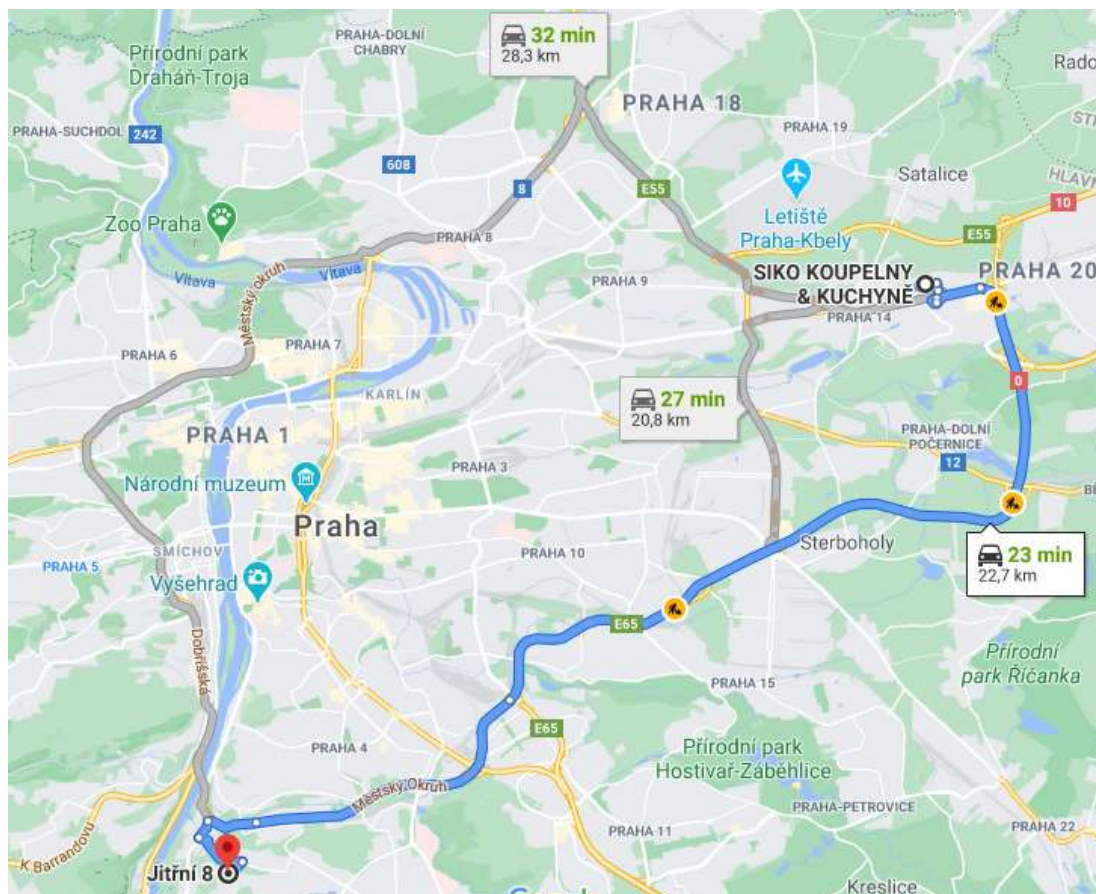 32 min
28,3 km
PRAHA-DOLNÍ
CHABRY
Přírodní park
Draháň-Troja
PRAHA 18
Rado
PRAHA-SUCHDOL
242
608
PRAHA 19
Satalice
HLAVN
8
E55
10
Zoo Praha
Letiště
Praha-Kbely
E55
PRAHA 8
Vltava
Vltava
Městský okruh
PRAHA 9
SIKO KOUPELNY
& KUCHYNĚ
PRAHA 20
PRAHA 14
PRAHA 6
PRAHA 7
KARLÍN
0
27 min
20,8 km
PRAHA 1
PRAHA-DOLNÍ
POČERNICE
12
PRAHA 3
Národní muzeum
Praha
SMÍCHOV
PRAHA 5
PRAHA 10
Sterboholy
23 min
22,7 km
Vyšehrad
E65
Dobříšská
Přírodní
park Říčanka
PRAHA 15
E65
PRAHA 4
Přírodní park
Hostivař-Záběhlice
Městský Okruh
PRAHA-PETROVICE
PRAHA 11
PRAHA 22
K Barrandovu
Jitřní 8
Kreslice